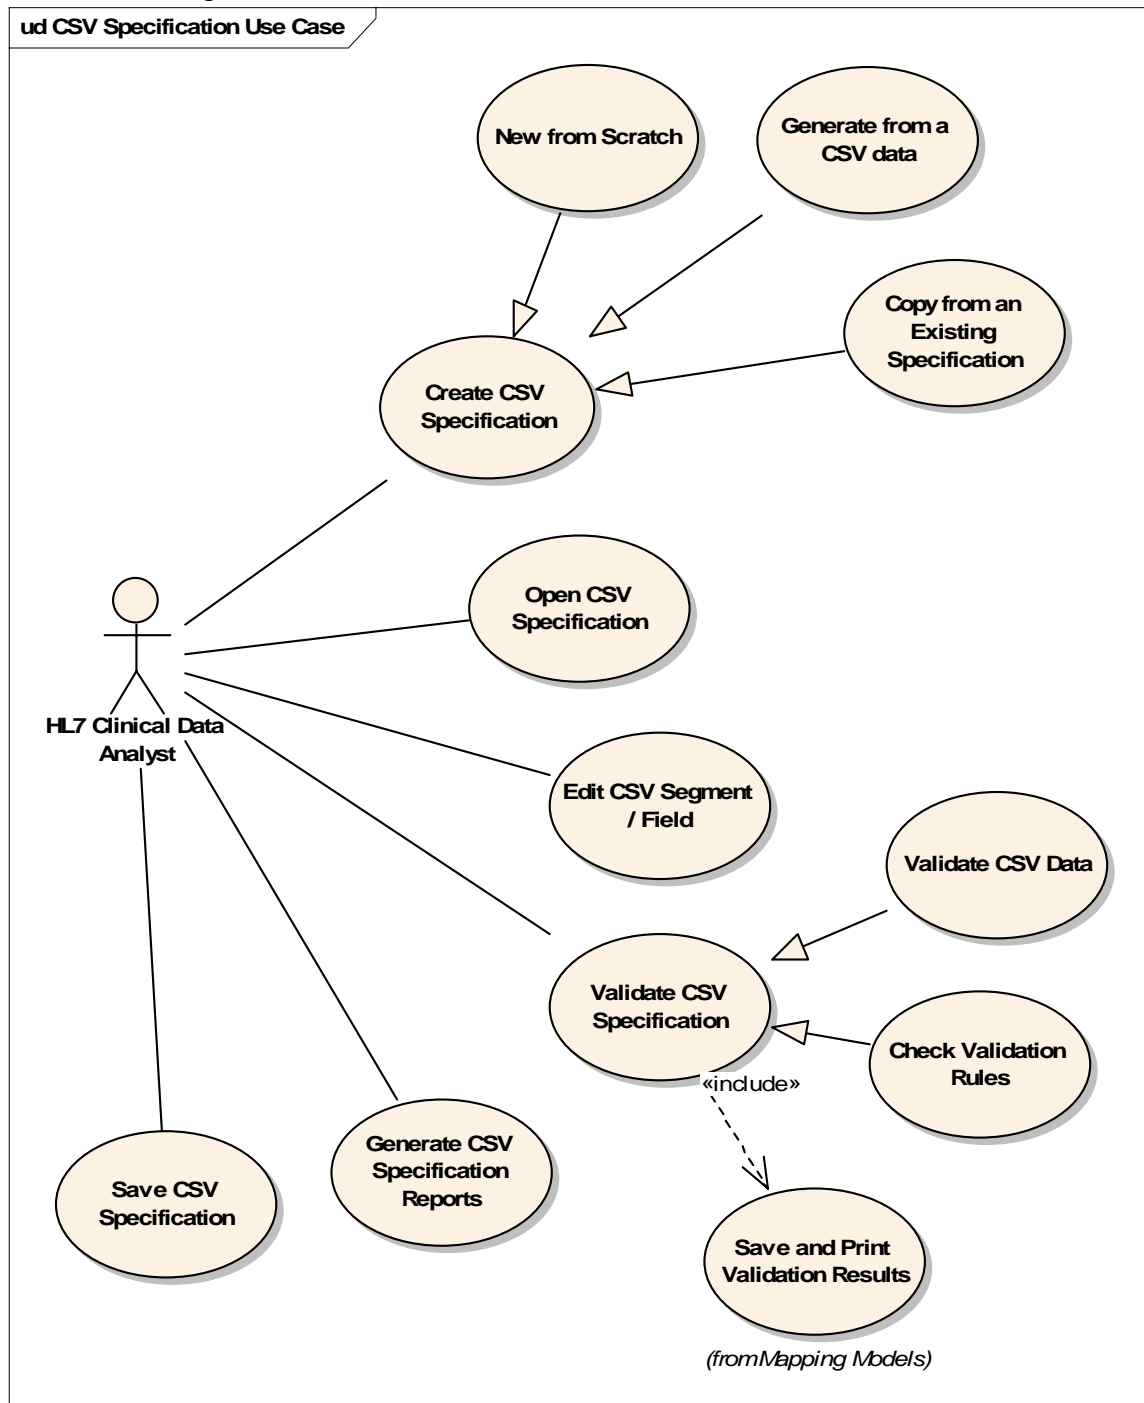 ud CSV Specification Use Case
New from Scratch
Generate from a
CSV data
Copy from an
Existing
Specification
Create CSV
Specification
Open CSV
Specification
HL7 Clinical Data
Analyst
Edit CSV Segment
/ Field
Validate CSV Data
Validate CSV
Specification
Check Validation
Rules
«include»
Generate CSV
Specification
Reports
Save CSV
Specification
Save and Print
Validation Results
(from Mapping Models)